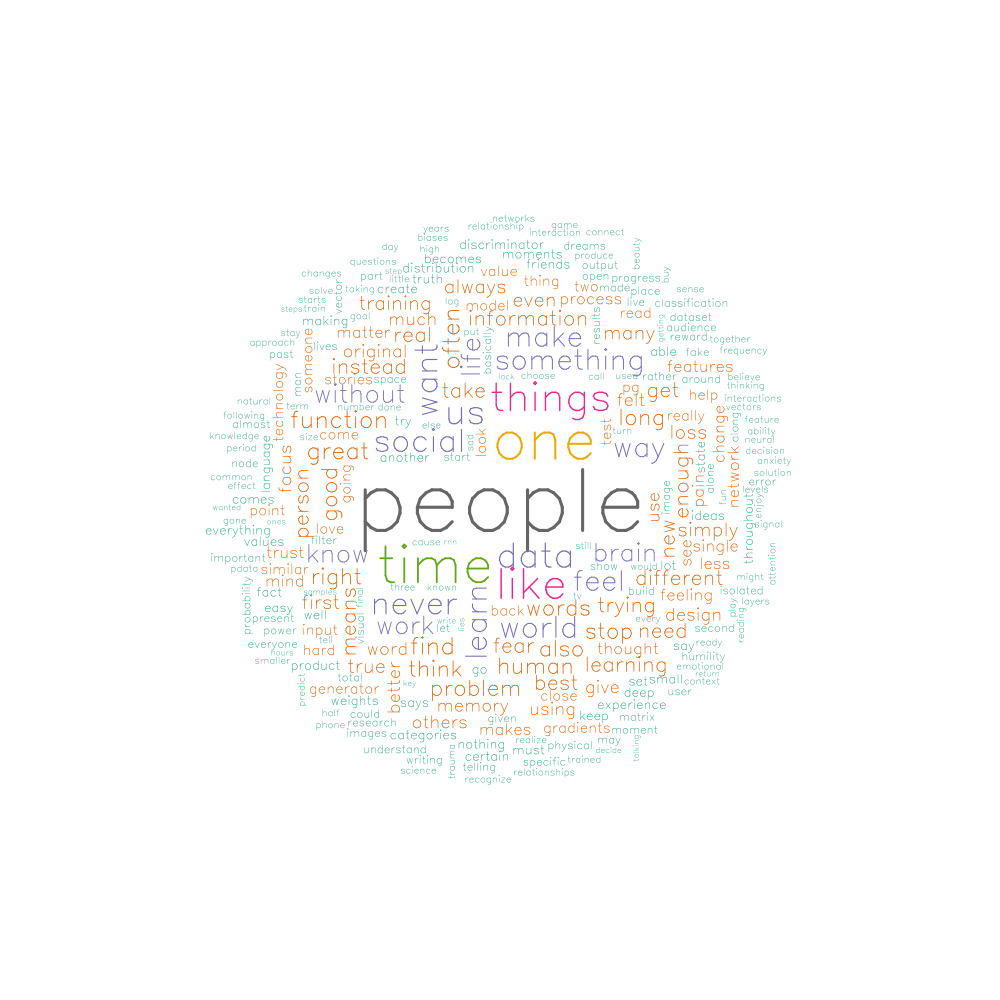 networks
years relationship game
biases interaction connect
day high discriminator moments dreams beauty
questions becomes friends produce
changes part step distribution value output open progress buy
solve taking little truth always thing two made place sense
starts vector create training log model even process live classification
steps train goal much often information results read getting dataset
making matter real put make many audience
stay lives original basically reward together
approach past someone instead want life something able fake frequency
man stories space lock choose call used rather around features believe
natural technology term without number done take things pg get help thinking
following us felt vectors interactions
almost function try else one long really change along feature
knowledge size come social sad look test turn loss ability
period language focus great another start way neural
node person good going people enough pain states network decision
common alone anxiety
effect comes use image fun solution
wanted point levels error
gone ones love new ideas throughout enjoy
everything filter cause rnn simply signal
values trust know time data still brain see single
important similar show would lot less attention
pdata mind right like feel different might
fact samples three known tv build feeling isolated
probability easy first means visual final never learn back words trying play layers
present well write every design reading
power input work let lies world stop need second
everyone tell word find fear also thought say ready
hours hard humility
smaller product true think go human learning emotional
predict total better key problem best give set small return context
generator deep user
weights says memory close using keep experience
half could others given makes gradients matrix
phone research categories realize moment
images nothing must physical may
understand certain decide talking
writing trauma telling specific trained
science recognize relationships